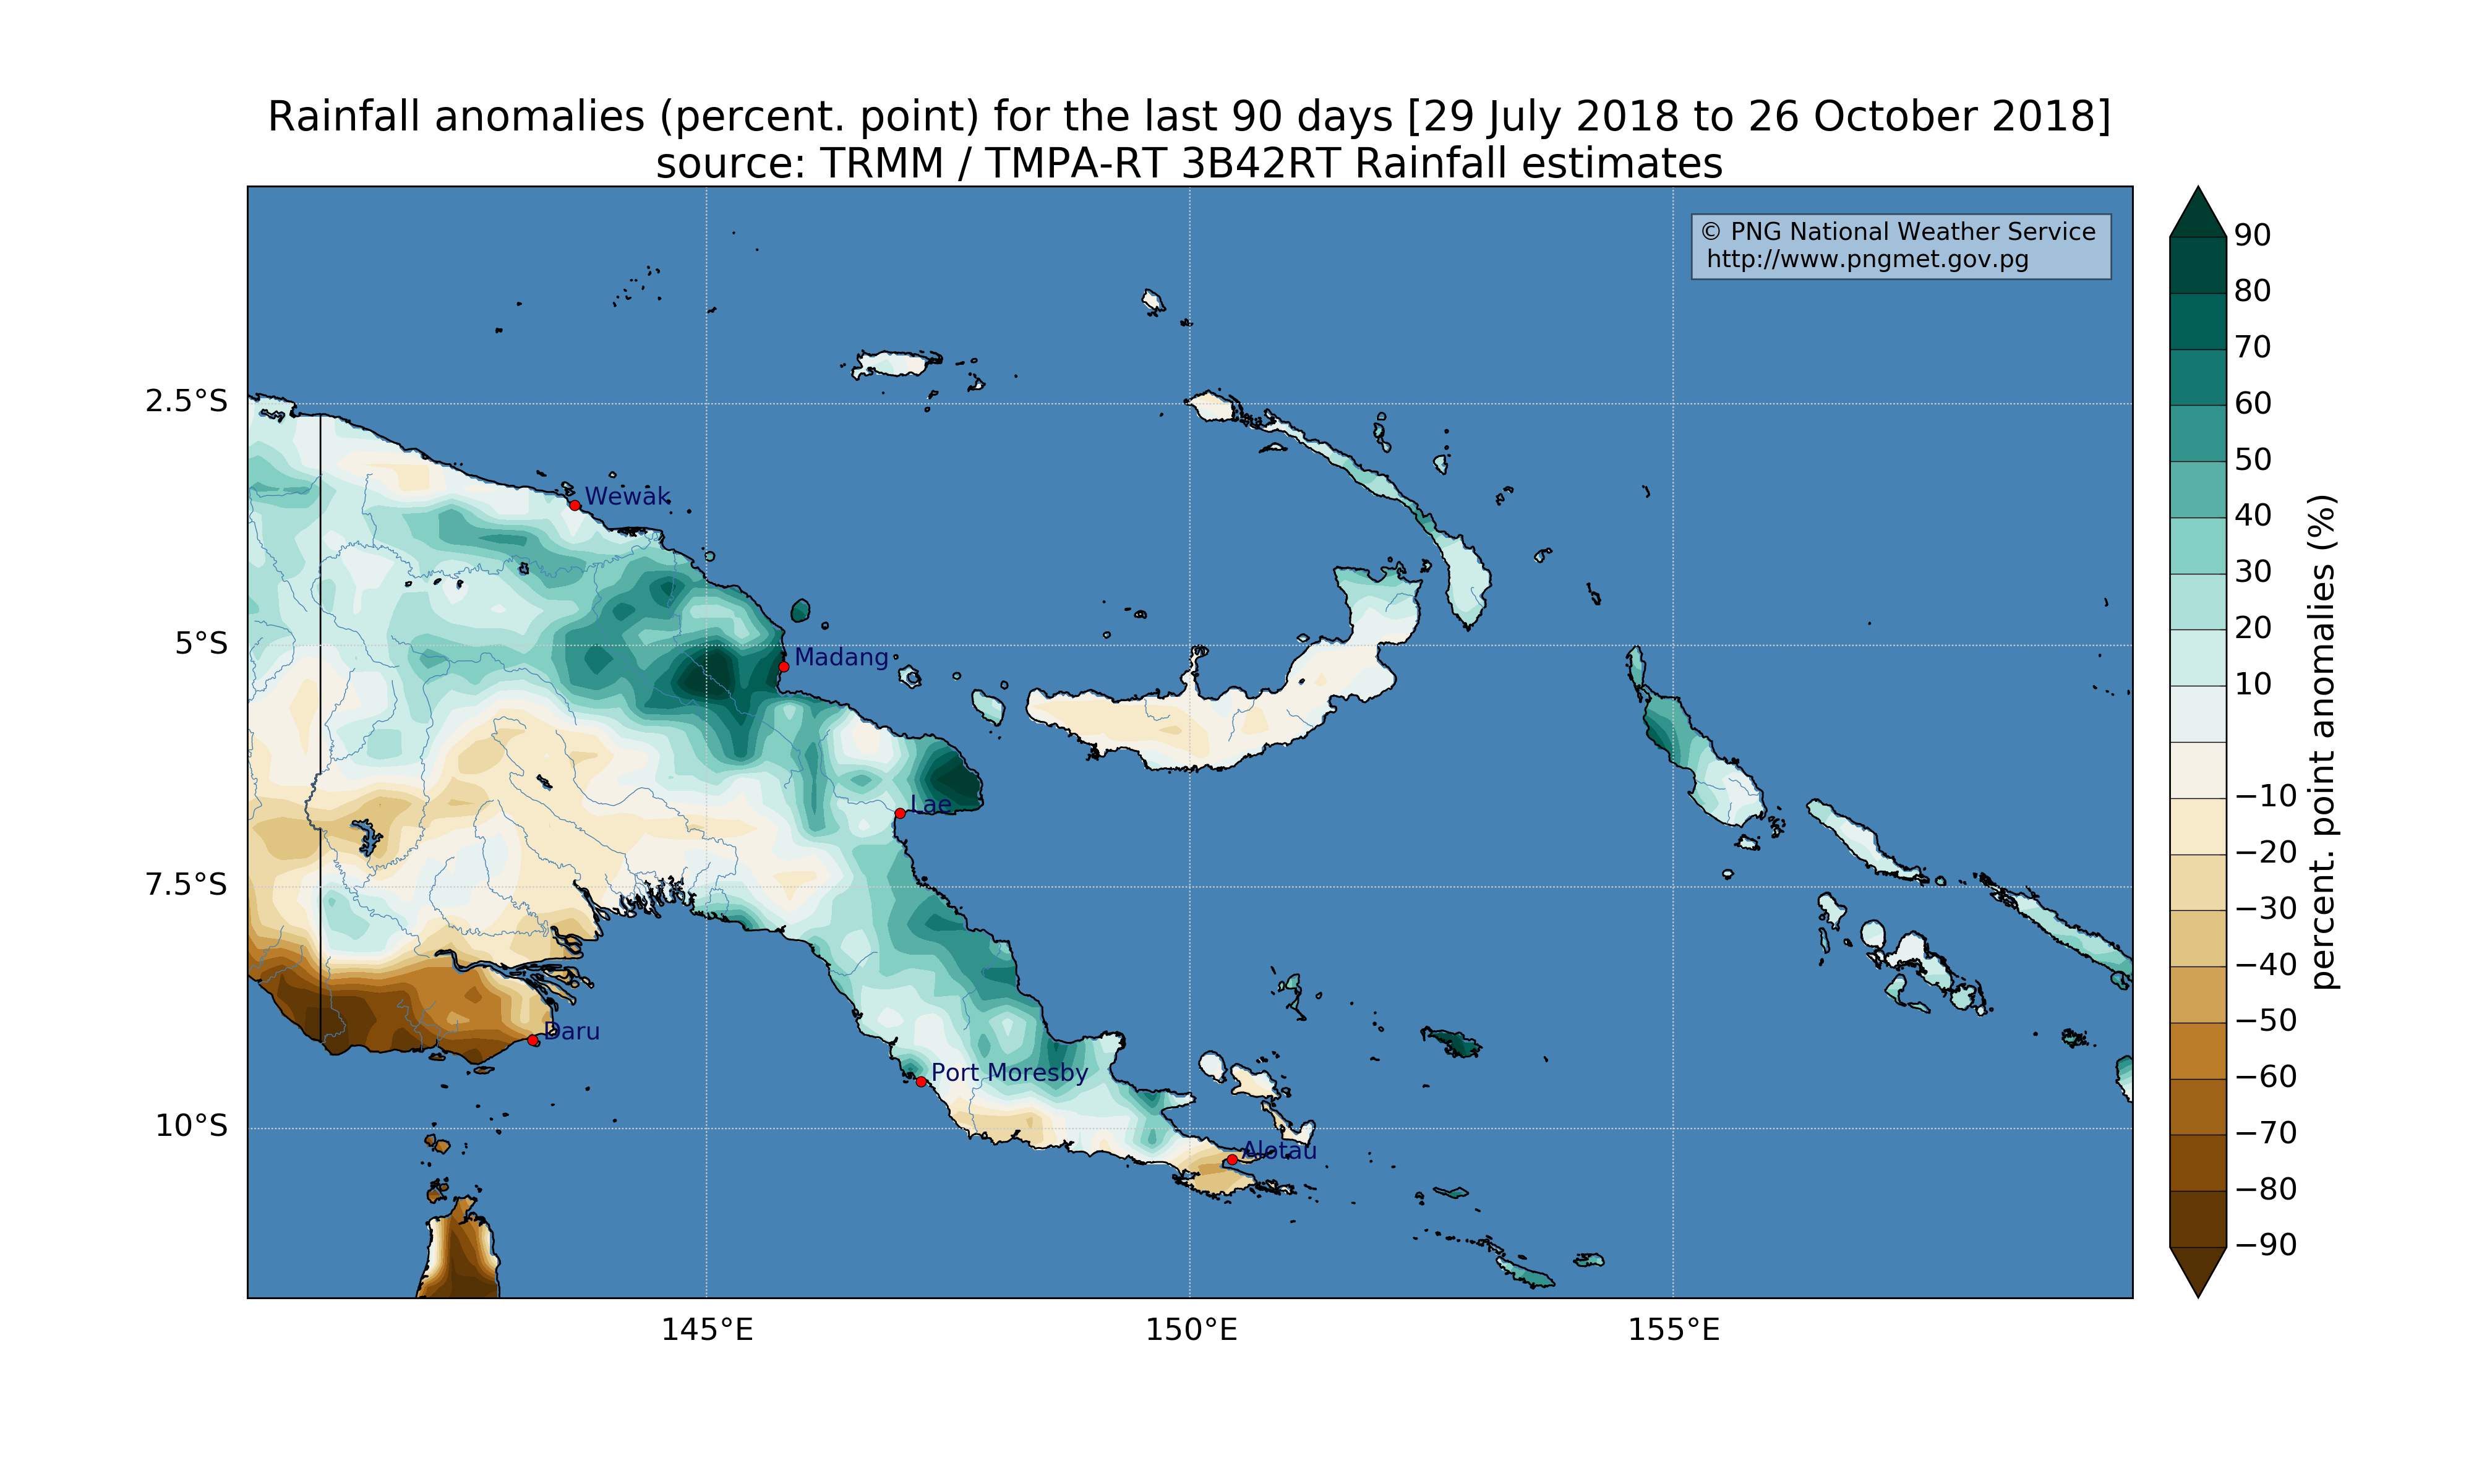 Rainfall anomalies (percent. point) for the last 90 days [29 July 2018 to 26 October 2018]
source: TRMM / TMPA-RT 3B42RT Rainfall estimates
© PNG National Weather Service
http://www.pngmet.gov.pg
2.5°S
5°S
7.5°S
10°S
Wewak
Madang
Lae
Daru
Port Moresby
Alotau
145°E
150°E
155°E
90
80
70
60
50
40
30
20
10
−10
−20
−30
−40
−50
−60
−70
−80
−90
percent. point anomalies (%)